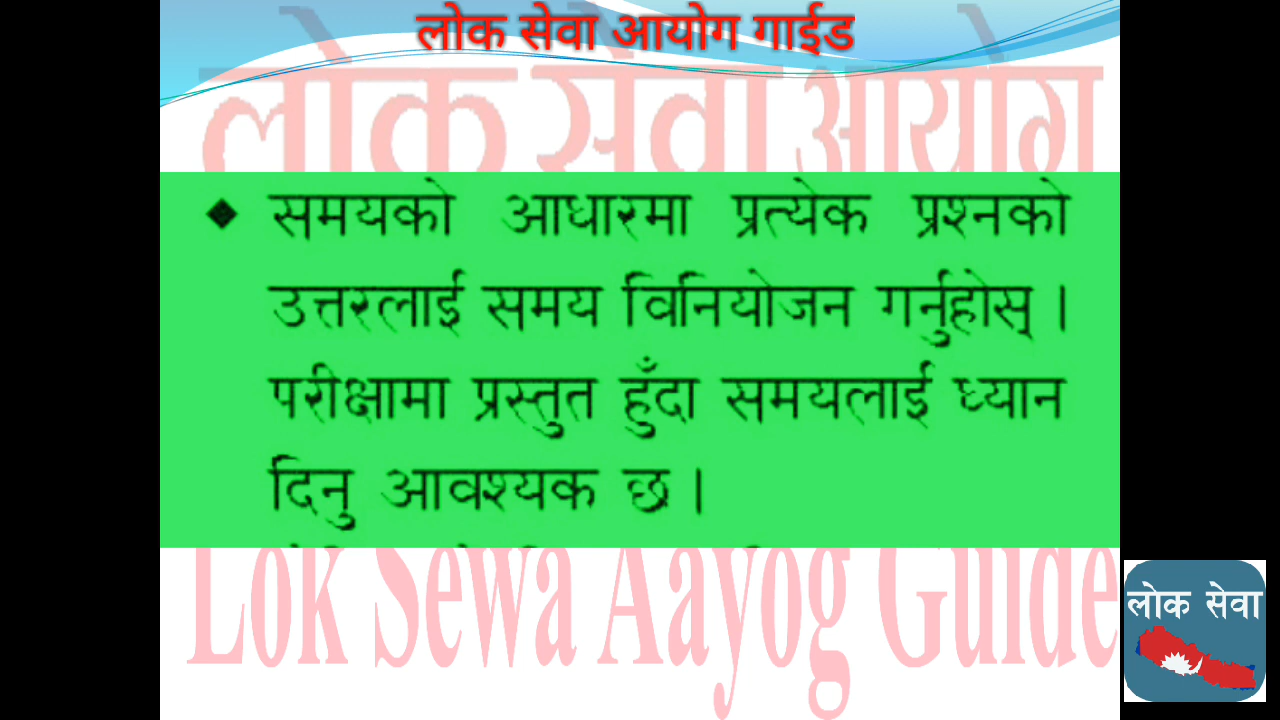 लोक सेवा आयोग गाईड
लोक सेवा आयोग
◆ समयको आधारमा प्रत्येक प्रश्नको
उत्तरलाई समय विनियोजन गर्नुहोस् ।
परीक्षामा प्रस्तुत हुँदा समयलाई ध्यान
दिनु आवश्यक छ ।
Lok Sewa Aayog Guide
लोक सेवा